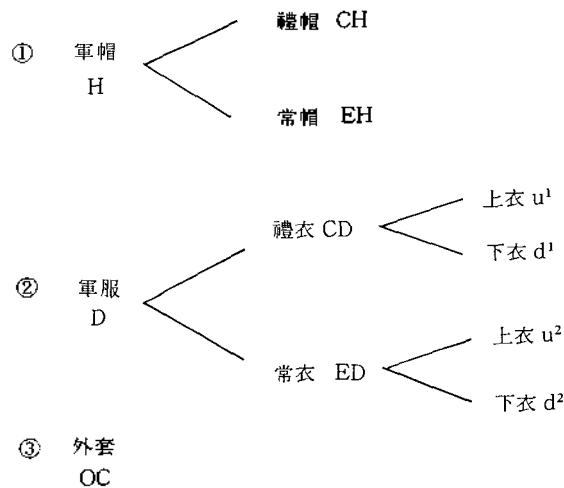 禮帽 CH
① 軍帽
H
常帽 EH
上衣 u¹
禮衣 CD
下衣 d¹
② 軍服
D
上衣 u²
常衣 ED
下衣 d²
③ 外套
OC